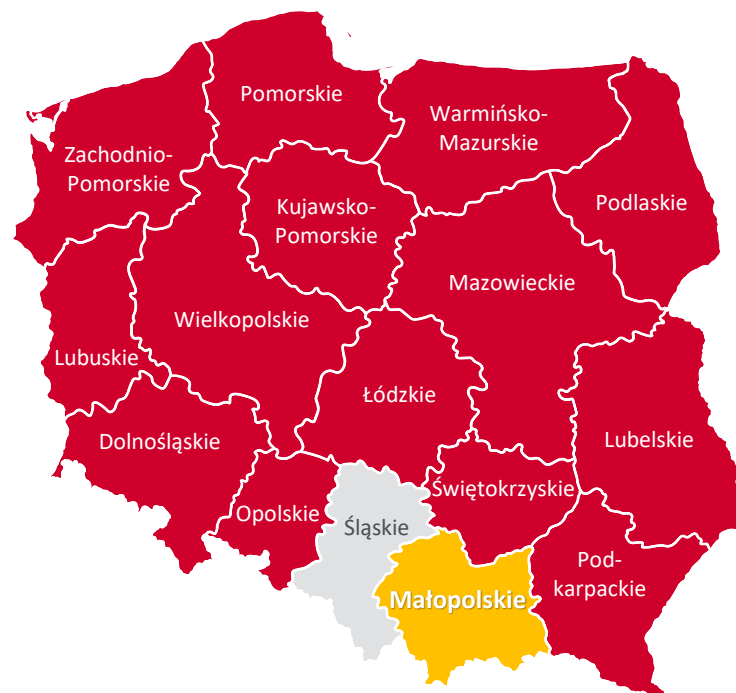 Pomorskie
Warmińsko-
Mazurskie
Zachodnio-
Pomorskie
Podlaskie
Kujawsko-
Pomorskie
Mazowieckie
Wielkopolskie
Lubuskie
Łódzkie
Dolnośląskie
Lubelskie
Świętokrzyskie
Opolskie
Śląskie
Pod-
karpackie
Małopolskie